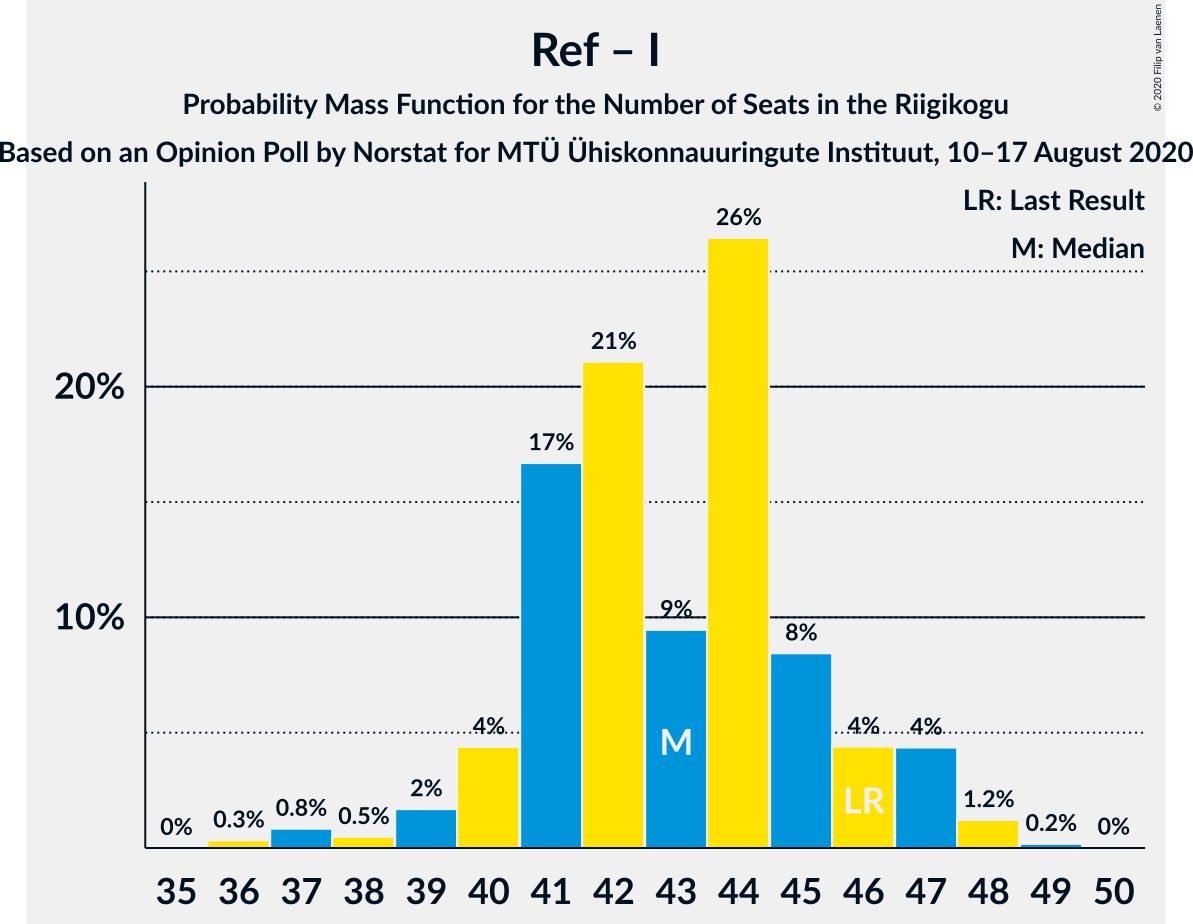 Ref – I
Probability Mass Function for the Number of Seats in the Riigikogu
Based on an Opinion Poll by Norstat for MTÜ Ühiskonnauuringute Instituut, 10–17 August 2020
© 2020 Filip van Laenen
LR: Last Result
M: Median
20%
10%
0% 0.3% 0.8% 0.5% 2% 4% 17% 21% 9% 26% 8% 4% 4% 1.2% 0.2% 0%
M
LR
35 36 37 38 39 40 41 42 43 44 45 46 47 48 49 50